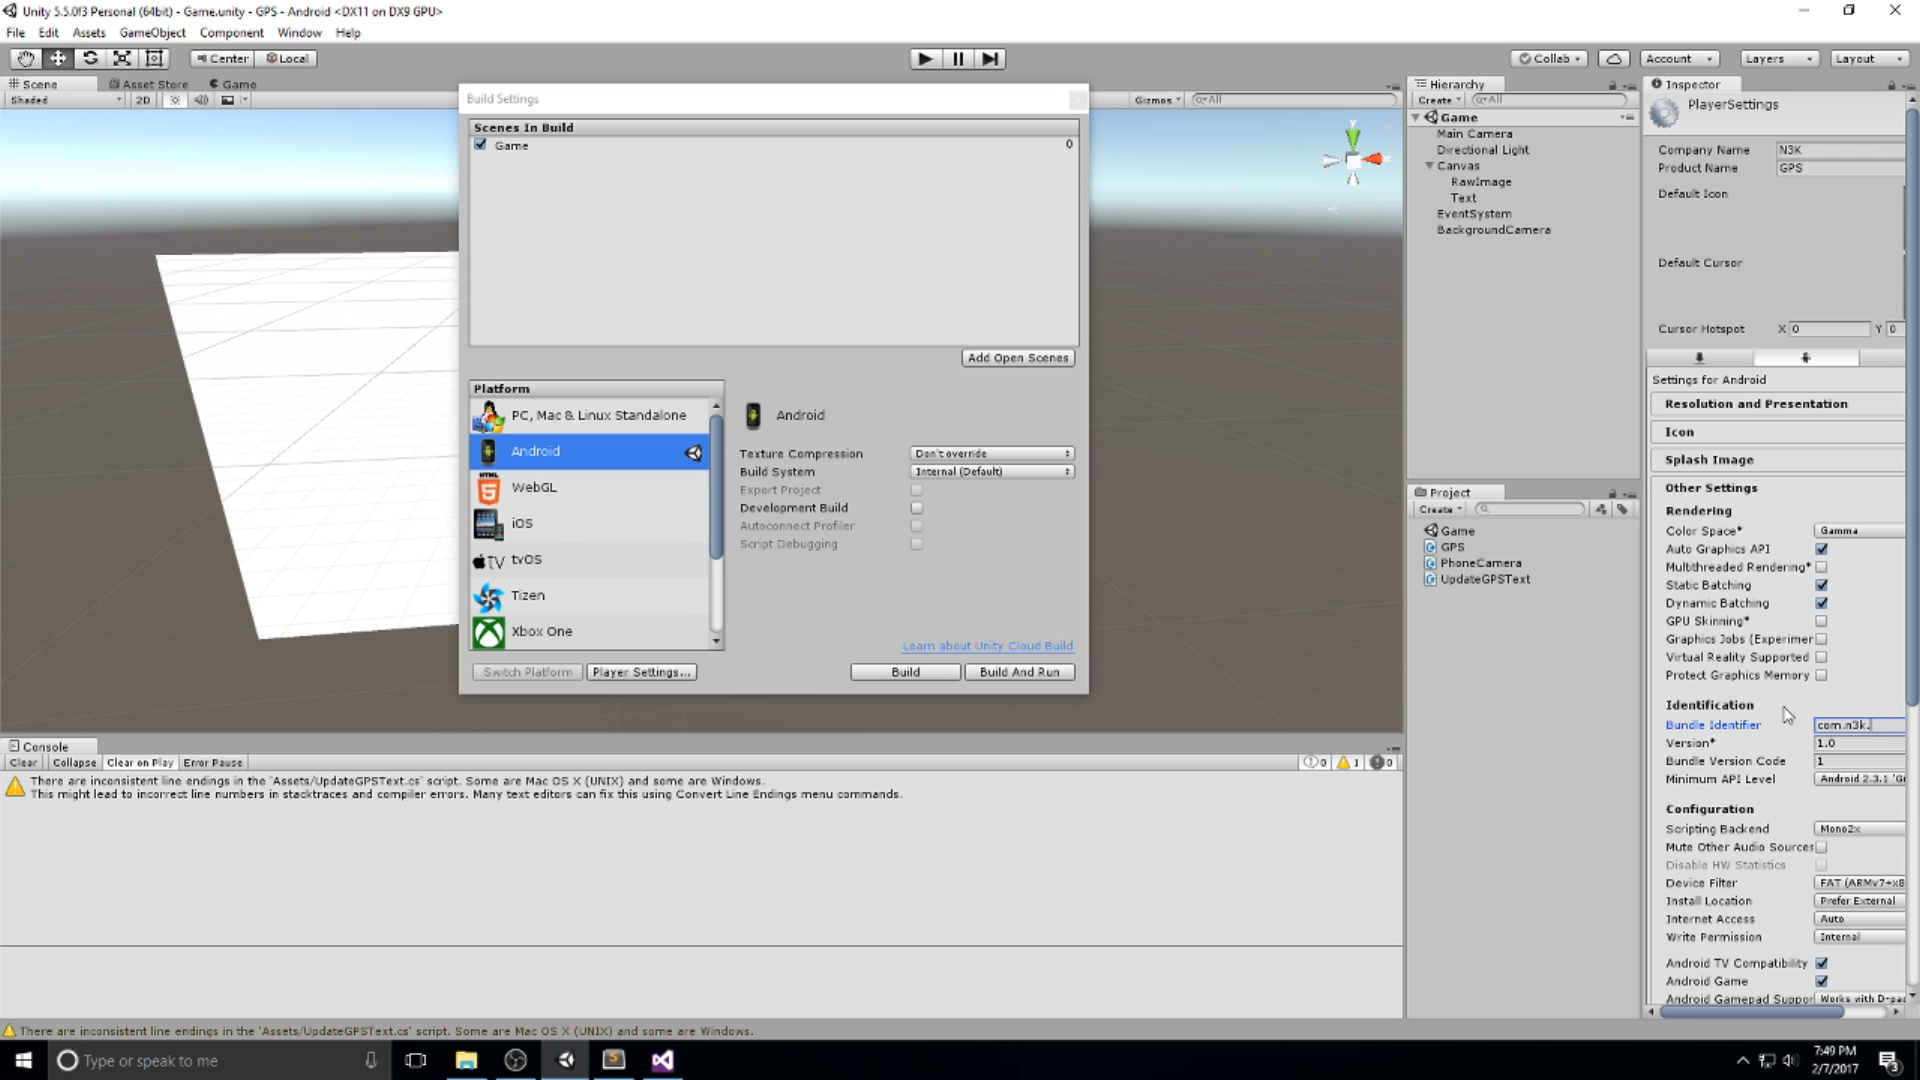 Unity 5.5.0f3 Personal (64bit) - Game.unity - GPS - Android <DX11 on DX9 GPU>
File Edit Assets GameObject Component Window Help
Center Local
Collab Account Layers Layout
Scene Asset Store Game
Shaded 2D
Gizmos All
Build Settings
Scenes In Build
Game 0
Add Open Scenes
Platform
PC, Mac & Linux Standalone
Android
HTML
WebGL
iOS
tv tvOS
Tizen
Xbox One
Android
Texture Compression Don't override
Build System Internal (Default)
Export Project
Development Build
Autoconnect Profiler
Script Debugging
Learn about Unity Cloud Build
Switch Platform Player Settings... Build Build And Run
y
Hierarchy
Create All
Game
Main Camera
Directional Light
Canvas
RawImage
Text
EventSystem
BackgroundCamera
Project
Create
Game
GPS
PhoneCamera
UpdateGPSText
Inspector
PlayerSettings
Company Name N3K
Product Name GPS
Default Icon
Default Cursor
Cursor Hotspot X 0 Y 0
Settings for Android
Resolution and Presentation
Icon
Splash Image
Other Settings
Rendering
Color Space* Gamma
Auto Graphics API
Multithreaded Rendering*
Static Batching
Dynamic Batching
GPU Skinning*
Graphics Jobs (Experimer
Virtual Reality Supported
Protect Graphics Memory
Identification
Bundle Identifier com.n3k.
Version* 1.0
Bundle Version Code 1
Minimum API Level Android 2.3.1 'Gi
Configuration
Scripting Backend Mono2x
Mute Other Audio Sources
Disable HW Statistics
Device Filter FAT (ARMv7+x8
Install Location Prefer External
Internet Access Auto
Write Permission Internal
Android TV Compatibility
Android Game
Android Gamepad Suppor Works with D-pa
Console
Clear Collapse Clear on Play Error Pause 0 1 0
There are inconsistent line endings in the 'Assets/UpdateGPSText.cs' script. Some are Mac OS X (UNIX) and some are Windows.
This might lead to incorrect line numbers in stacktraces and compiler errors. Many text editors can fix this using Convert Line Endings menu commands.
There are inconsistent line endings in the 'Assets/UpdateGPSText.cs' script. Some are Mac OS X (UNIX) and some are Windows.
Type or speak to me
7:49 PM
2/7/2017
3